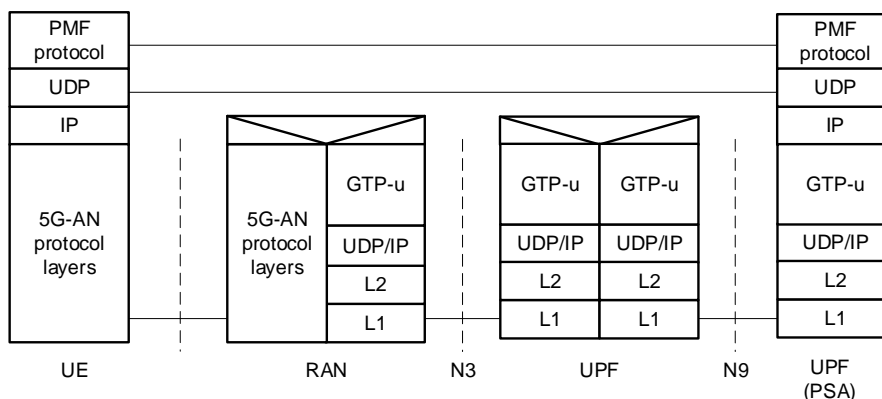 PMF
protocol
UDP
IP
5G-AN
protocol
layers
UE
5G-AN
protocol
layers
GTP-u
UDP/IP
L2
L1
RAN
N3
GTP-u
GTP-u
UDP/IP
UDP/IP
L2
L2
L1
L1
UPF
N9
PMF
protocol
UDP
IP
GTP-u
UDP/IP
L2
L1
UPF
(PSA)